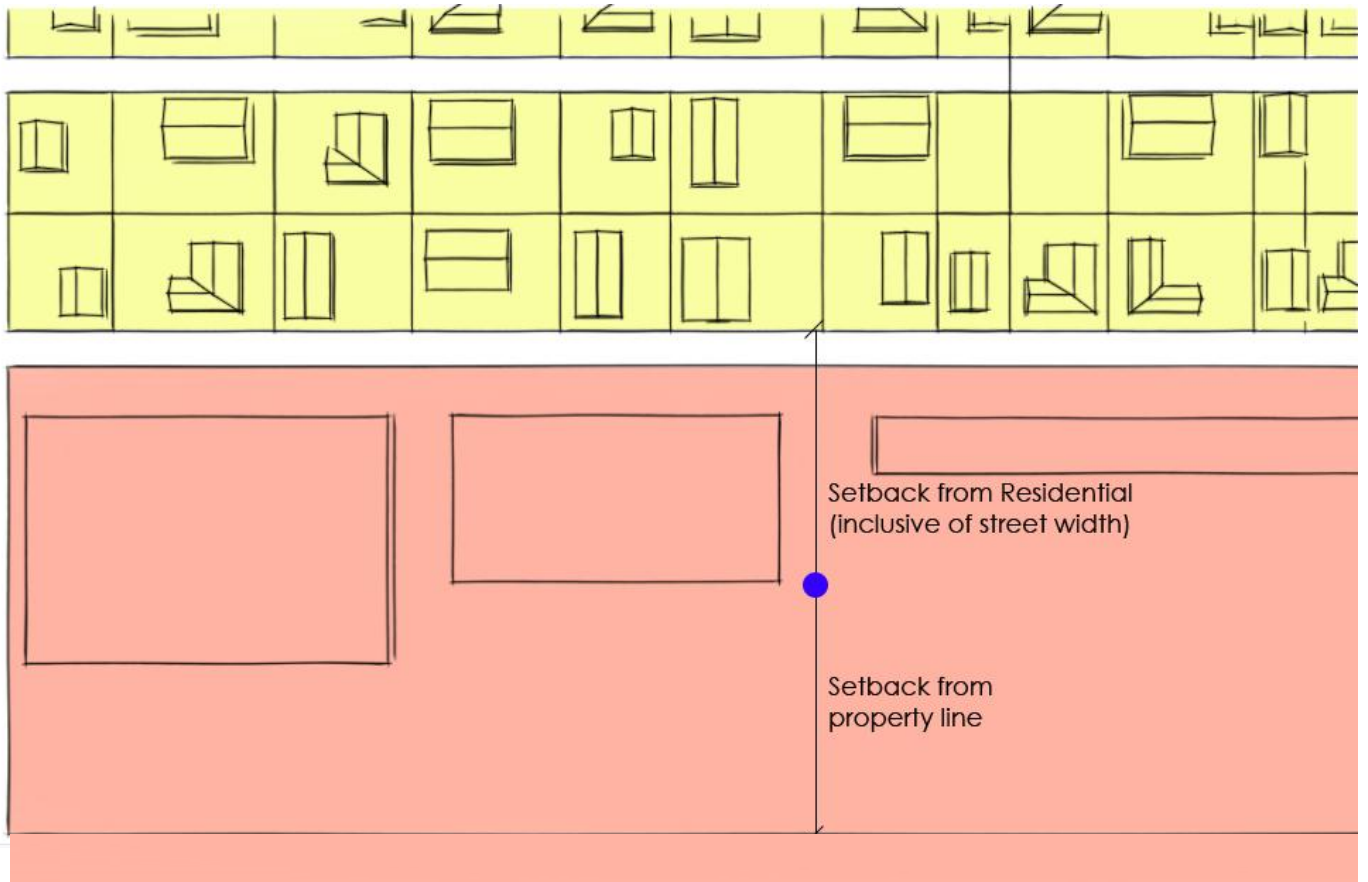 Setback from Residential
(inclusive of street width)
Setback from
property line